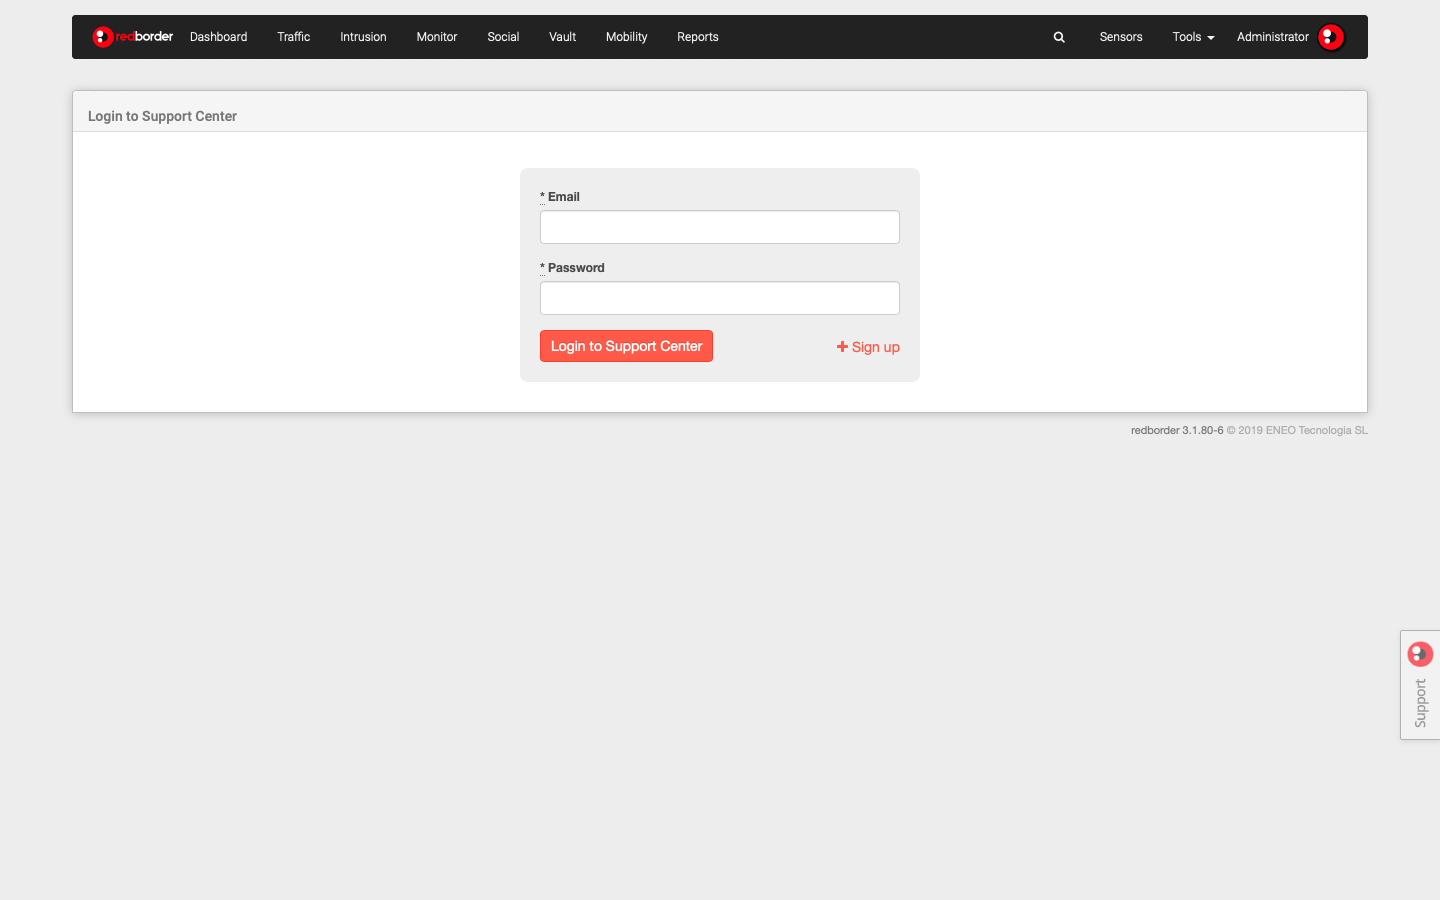 redborder Dashboard Traffic Intrusion Monitor Social Vault Mobility Reports Sensors Tools Administrator
Login to Support Center
* Email
* Password
Login to Support Center
Sign up
redborder 3.1.80-6 © 2019 ENEO Tecnologia SL
Support